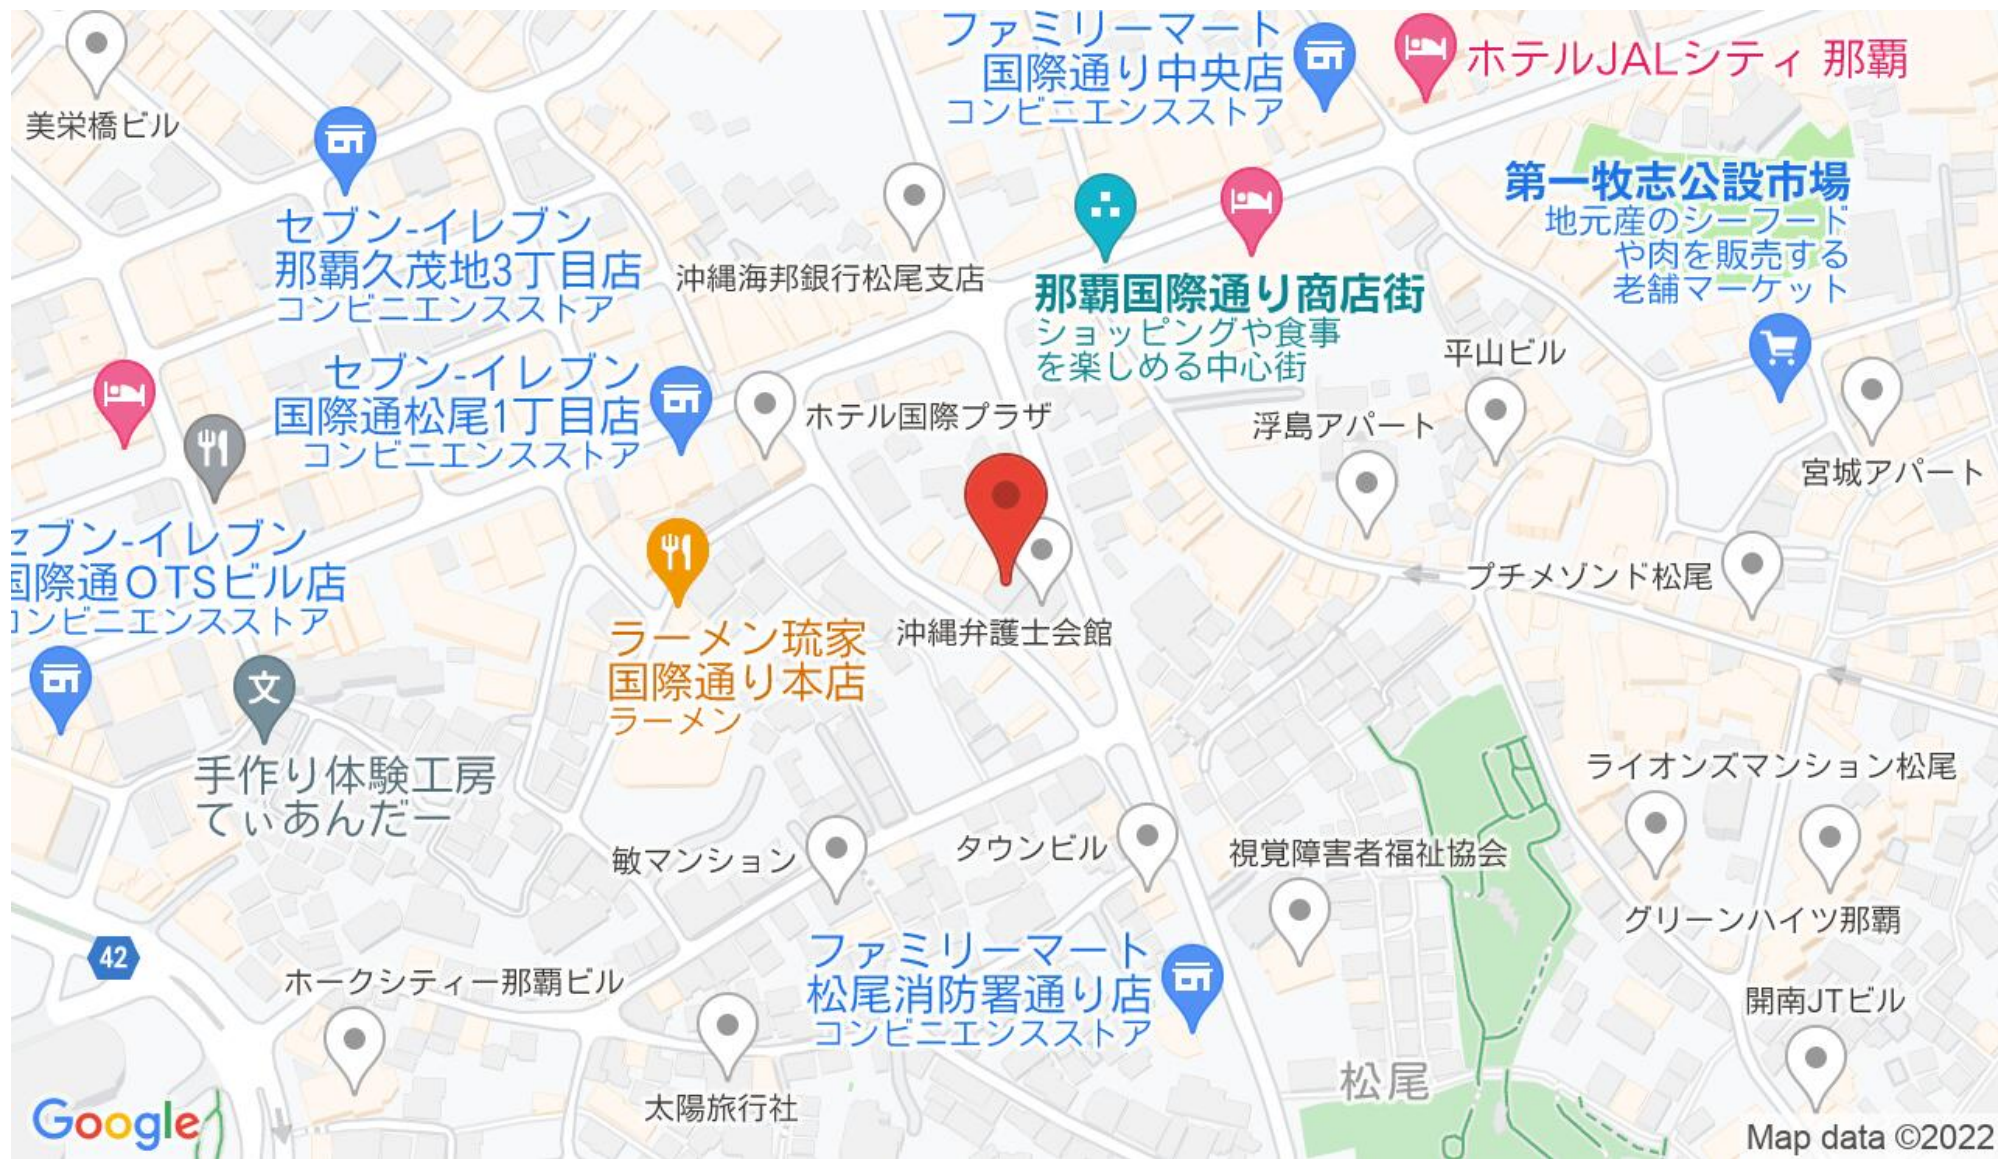 ファミリーマート
国際通り中央店
コンビニエンスストア
ホテルJALシティ 那覇
美栄橋ビル
セブン-イレブン
那覇久茂地3丁目店
コンビニエンスストア
沖縄海邦銀行松尾支店
第一牧志公設市場
地元産のシーフード
や肉を販売する
老舗マーケット
那覇国際通り商店街
ショッピングや食事
を楽しめる中心街
平山ビル
セブン-イレブン
国際通松尾1丁目店
コンビニエンスストア
ホテル国際プラザ
浮島アパート
宮城アパート
セブン-イレブン
国際通OTSビル店
コンビニエンスストア
ラーメン琉家
国際通り本店
ラーメン
沖縄弁護士会館
プチメゾンド松尾
文
手作り体験工房
てぃあんだー
ライオンズマンション松尾
敏マンション
タウンビル
視覚障害者福祉協会
グリーンハイツ那覇
42
ホークシティー那覇ビル
ファミリーマート
松尾消防署通り店
コンビニエンスストア
開南JTビル
松尾
太陽旅行社
Google
Map data ©2022